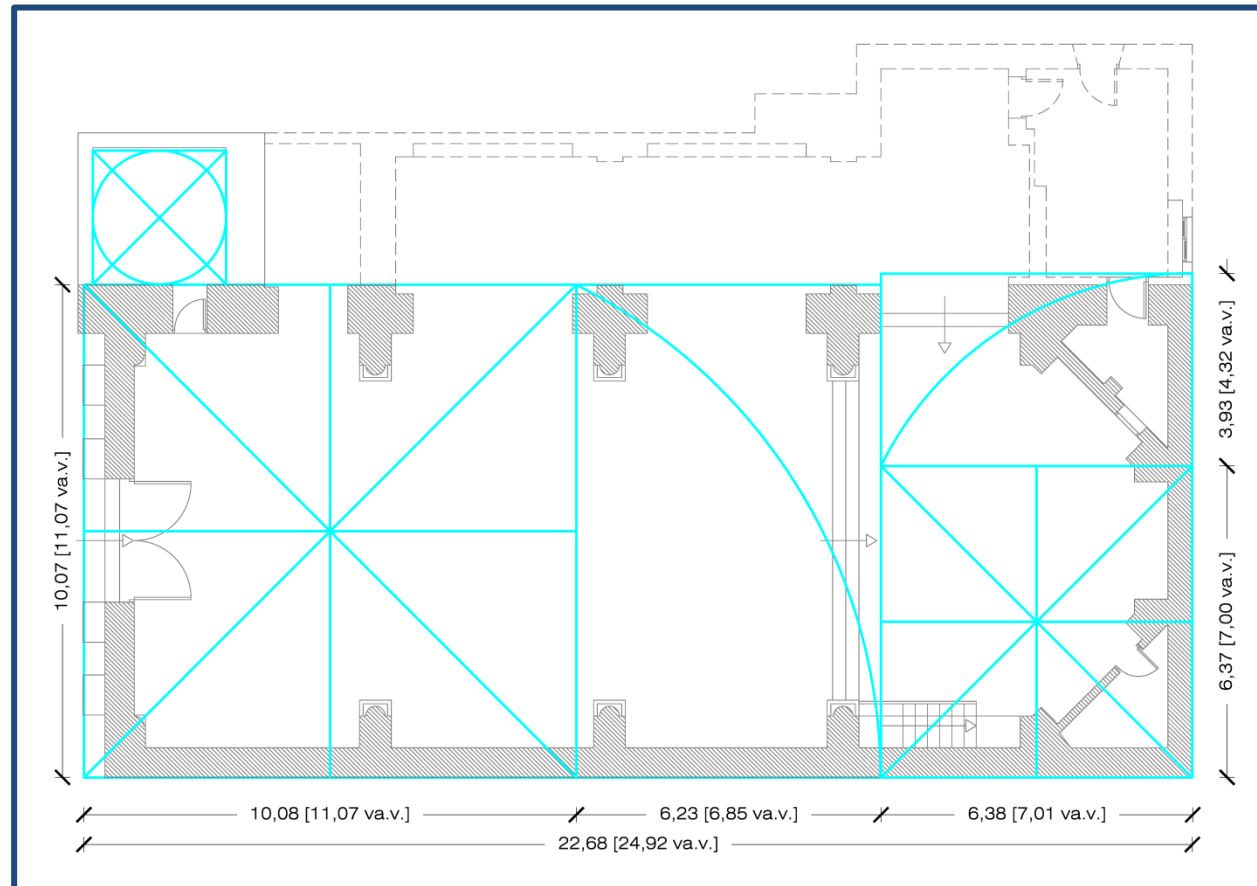 3,93 [4,32 va.v.]
10,07 [11,07 va.v.]
6,37 [7,00 va.v.]
10,08 [11,07 va.v.]
6,23 [6,85 va.v.]
6,38 [7,01 va.v.]
22,68 [24,92 va.v.]